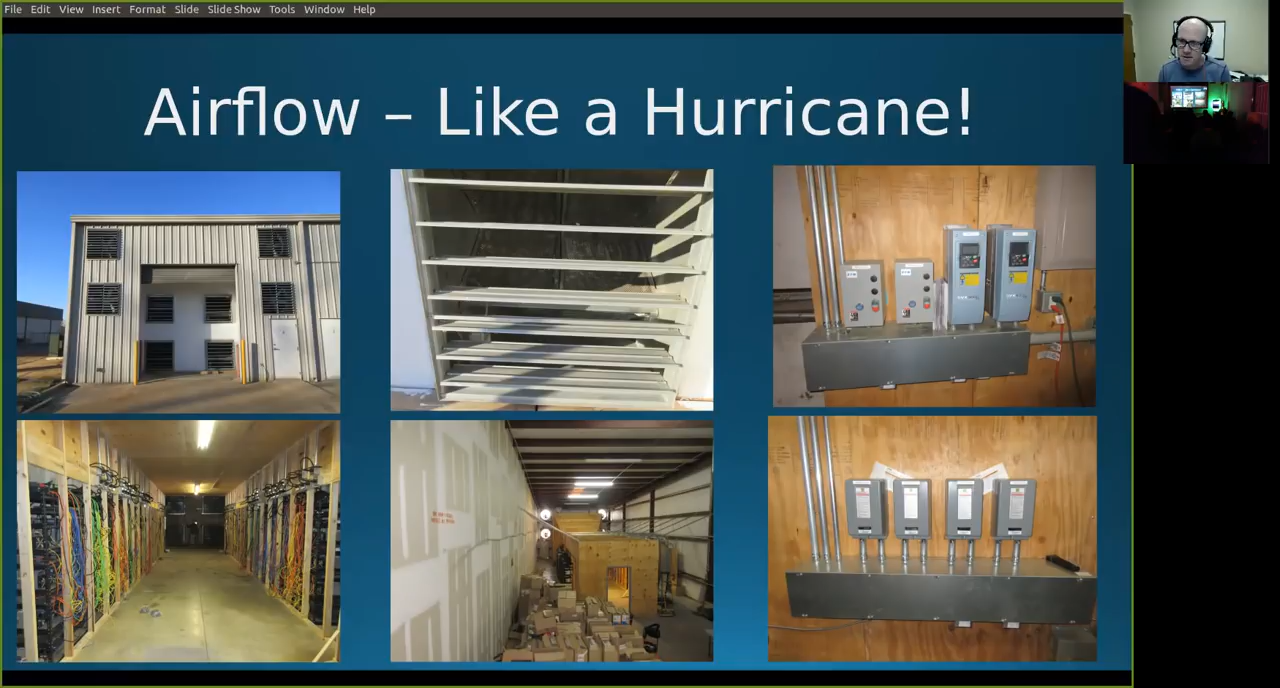 File Edit View Insert Format Slide Slide Show Tools Window Help
Airflow – Like a Hurricane!